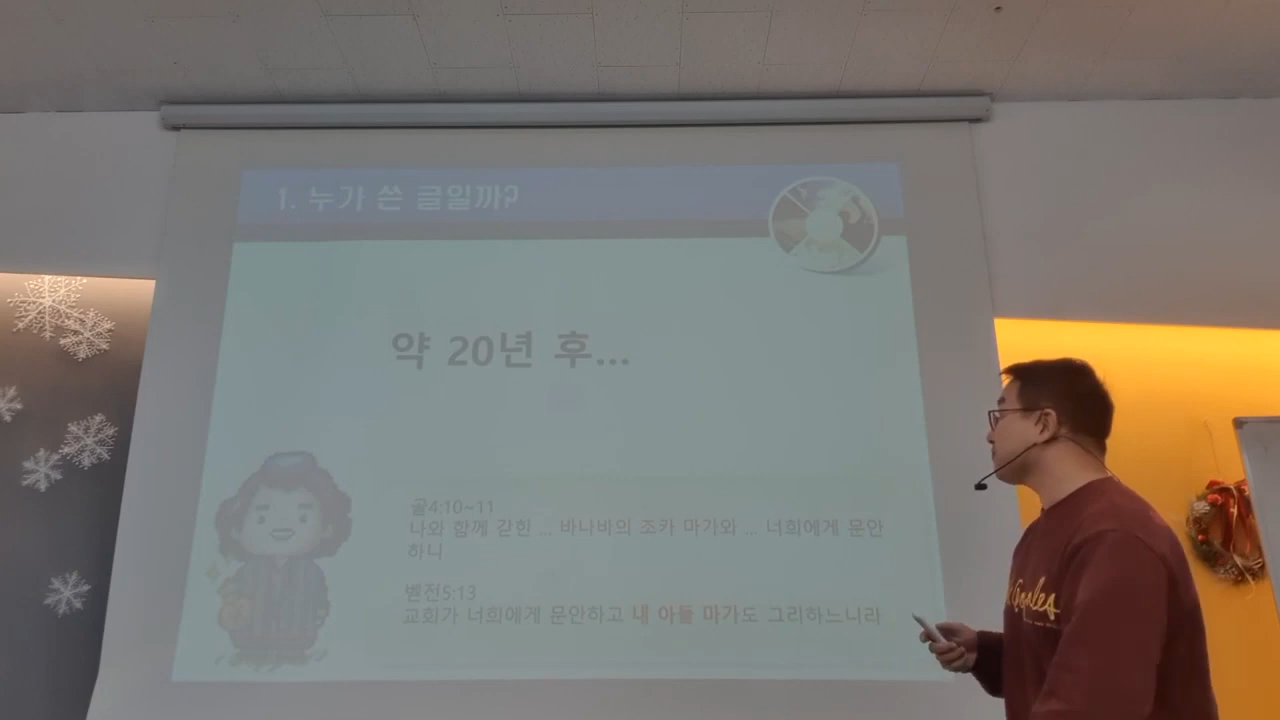 1. 누가 쓴 글일까?
약 20년 후...
골4:10~11
나와 함께 갇힌 ... 바나바의 조카 마가와 ... 너희에게 문안
하니
벧전5:13
교회가 너희에게 문안하고 내 아들 마가도 그리하느니라